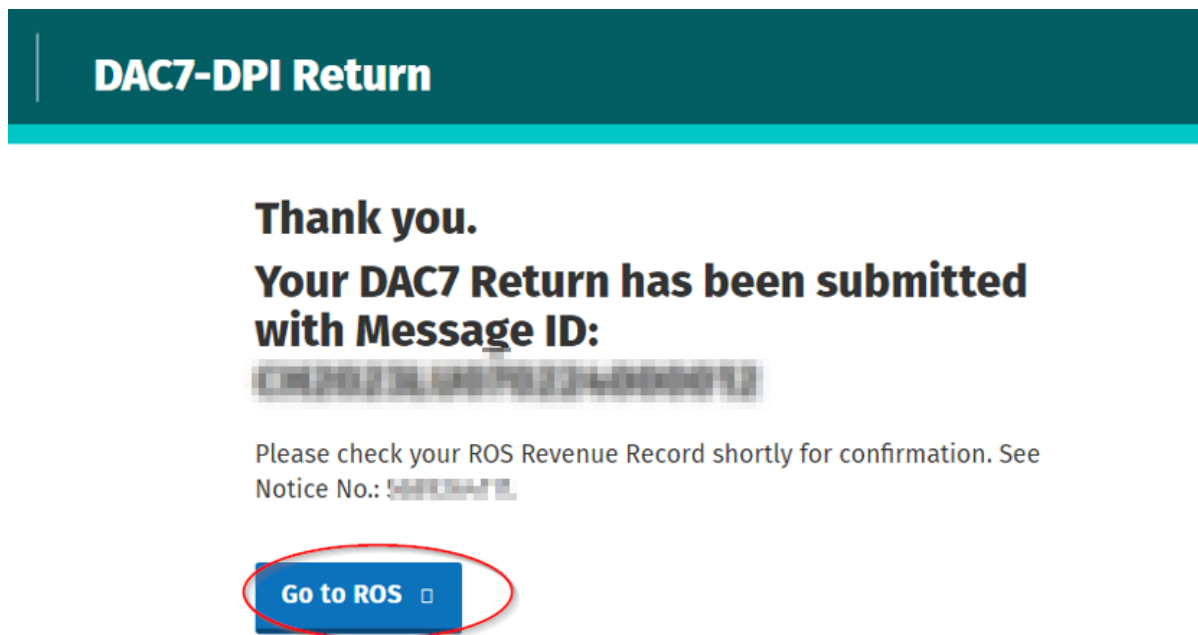 DAC7-DPI Return
Thank you.
Your DAC7 Return has been submitted
with Message ID:
Please check your ROS Revenue Record shortly for confirmation. See
Notice No.:
Go to ROS